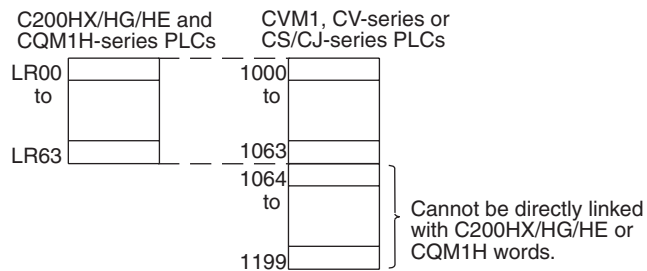 C200HX/HG/HE and
CQM1H-series PLCs
CVM1, CV-series or
CS/CJ-series PLCs
LR00
to
LR63
1000
to
1063
1064
to
1199
Cannot be directly linked
with C200HX/HG/HE or
CQM1H words.